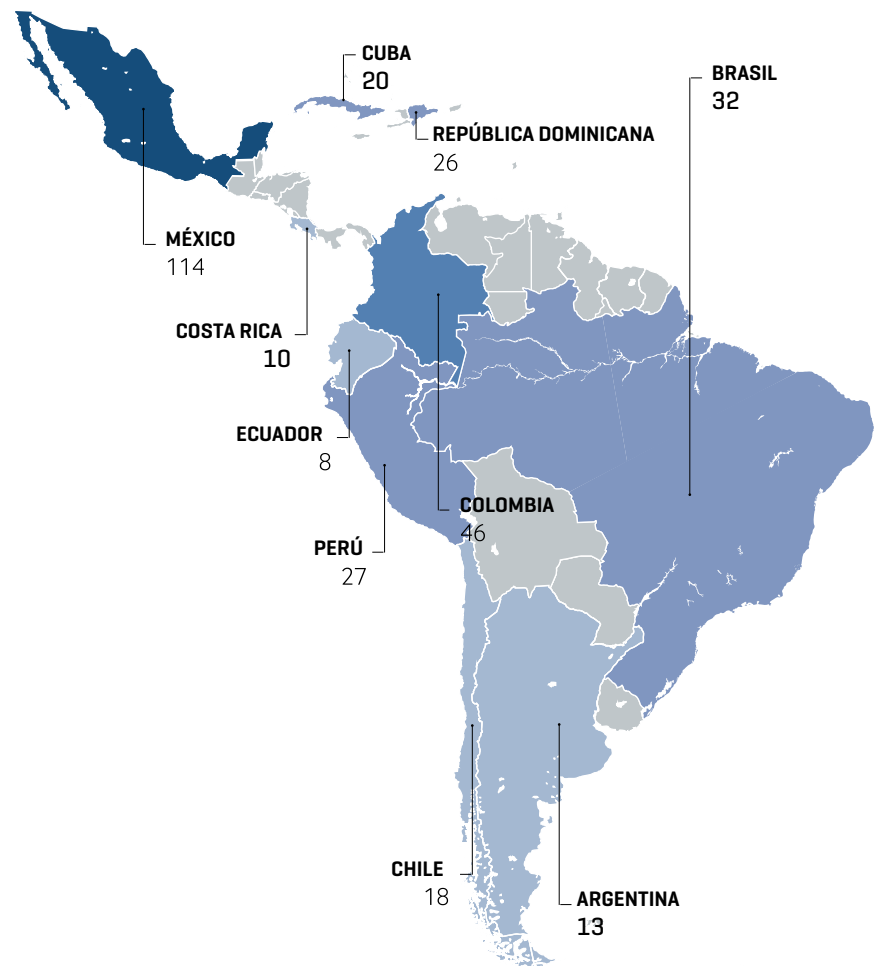 CUBA
20
BRASIL
32
REPÚBLICA DOMINICANA
26
MÉXICO
114
COSTA RICA
10
ECUADOR
8
COLOMBIA
46
PERÚ
27
CHILE
18
ARGENTINA
13